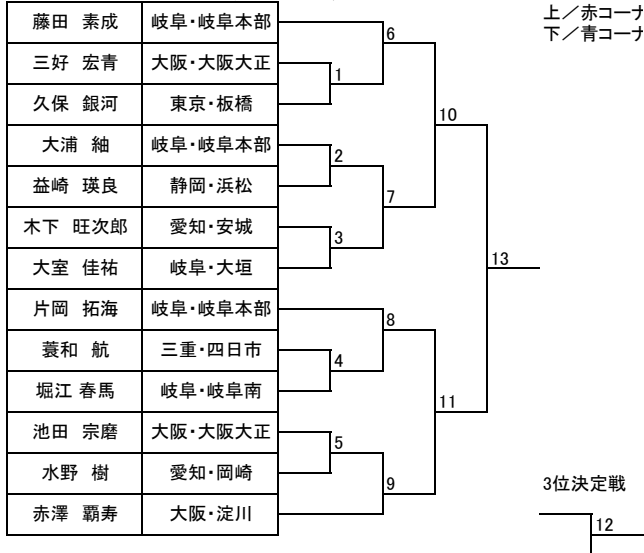 上／赤コーナ
下／青コーナ
藤田 素成 岐阜・岐阜本部
三好 宏青 大阪・大阪大正
久保 銀河 東京・板橋
大浦 紬 岐阜・岐阜本部
益崎 瑛良 静岡・浜松
木下 旺次郎 愛知・安城
大室 佳祐 岐阜・大垣
片岡 拓海 岐阜・岐阜本部
蓑和 航 三重・四日市
堀江 春馬 岐阜・岐阜南
池田 宗磨 大阪・大阪大正
水野 樹 愛知・岡崎
赤澤 覇寿 大阪・淀川
1
2
3
4
5
6
7
8
9
10
11
13
3位決定戦
12